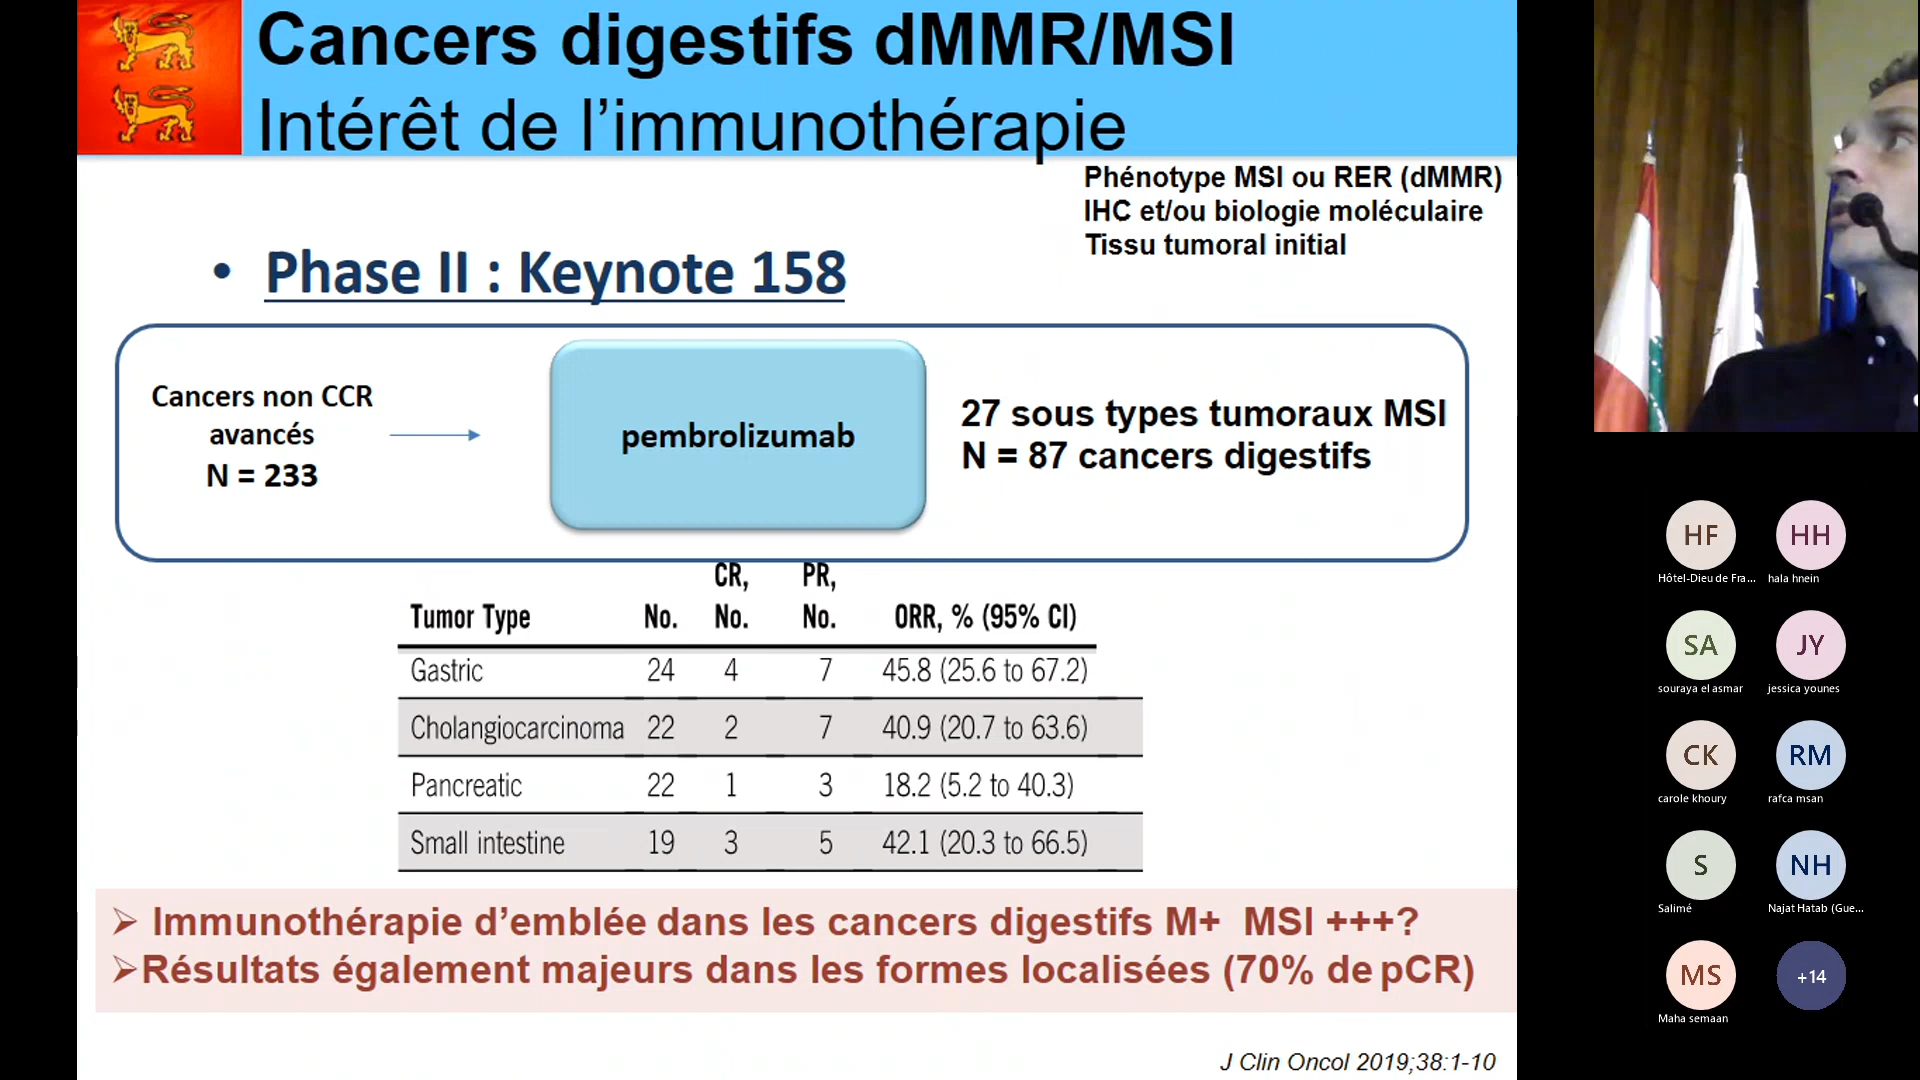 Cancers digestifs dMMR/MSI
Intérêt de l’immunothérapie
Phénotype MSI ou RER (dMMR)
IHC et/ou biologie moléculaire
Tissu tumoral initial
• Phase II : Keynote 158
Cancers non CCR
avancés
N = 233
pembrolizumab
27 sous types tumoraux MSI
N = 87 cancers digestifs
CR, PR,
Tumor Type No. No. No. ORR, % (95% CI)
Gastric 24 4 7 45.8 (25.6 to 67.2)
Cholangiocarcinoma 22 2 7 40.9 (20.7 to 63.6)
Pancreatic 22 1 3 18.2 (5.2 to 40.3)
Small intestine 19 3 5 42.1 (20.3 to 66.5)
➢ Immunothérapie d’emblée dans les cancers digestifs M+ MSI +++?
➢Résultats également majeurs dans les formes localisées (70% de pCR)
J Clin Oncol 2019;38:1-10
HF HH
Hôtel-Dieu de Fra... hala hnein
SA JY
souraya el asmar jessica younes
CK RM
carole khoury rafca msan
S NH
Salimé Najat Hatab (Gue...
MS +14
Maha semaan